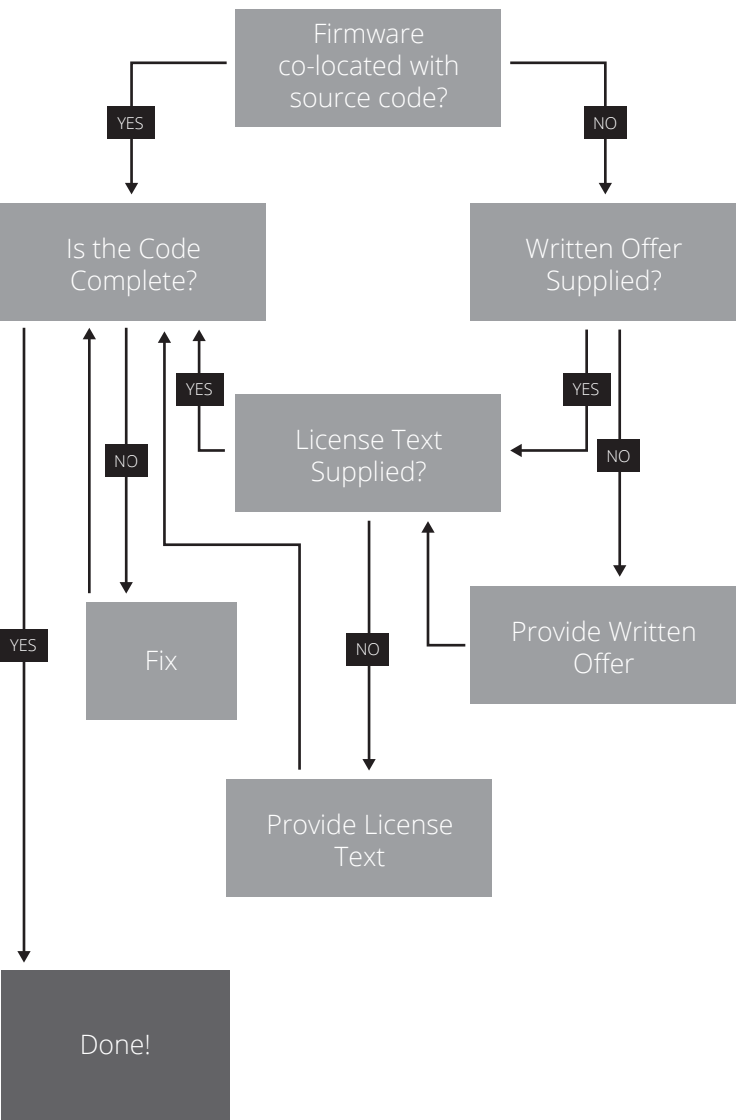 Firmware
co-located with
source code?
YES
NO
Is the Code
Complete?
Written Offer
Supplied?
YES
YES
License Text
Supplied?
NO
NO
Provide Written
Offer
YES
Fix
NO
Provide License
Text
Done!